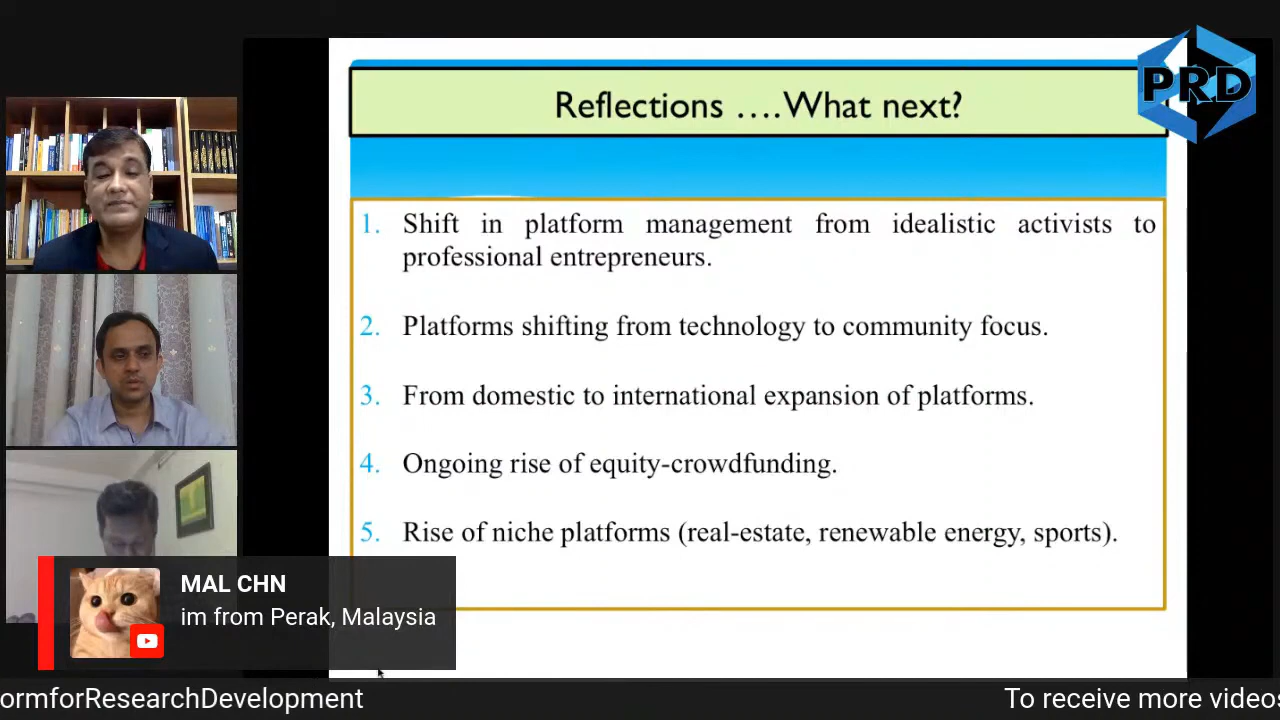 PRD
Reflections ….What next?
1. Shift in platform management from idealistic activists to
professional entrepreneurs.
2. Platforms shifting from technology to community focus.
3. From domestic to international expansion of platforms.
4. Ongoing rise of equity-crowdfunding.
5. Rise of niche platforms (real-estate, renewable energy, sports).
MAL CHN
im from Perak, Malaysia
ormforResearchDevelopment
To receive more videos